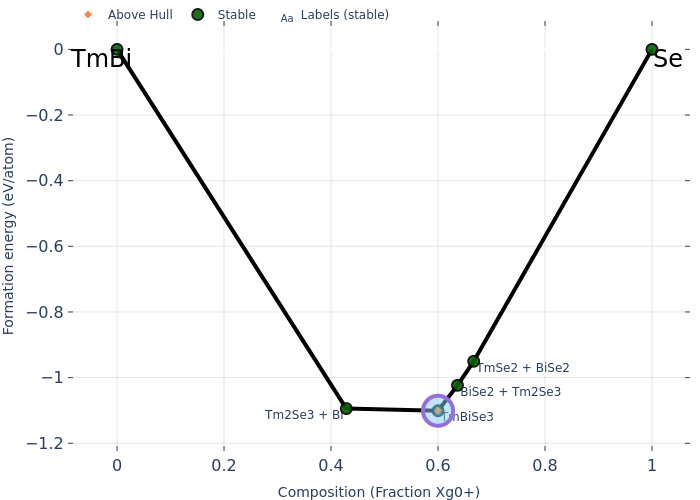 Above Hull
Stable
Aa Labels (stable)
TmBi
Se
0
−0.2
−0.4
−0.6
−0.8
−1
−1.2
Formation energy (eV/atom)
TmSe2 + BiSe2
BiSe2 + Tm2Se3
Tm2Se3 + Bi
TmBiSe3
0 0.2 0.4 0.6 0.8 1
Composition (Fraction Xg0+)